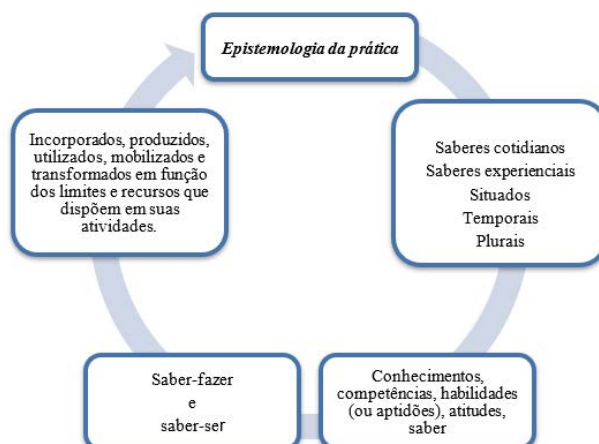 Epistemologia da prática
Saberes cotidianos
Saberes experienciais
Situados
Temporais
Plurais
Conhecimentos,
competências, habilidades
(ou aptidões), atitudes,
saber
Saber-fazer
e
saber-ser
Incorporados, produzidos,
utilizados, mobilizados e
transformados em função
dos limites e recursos que
dispõem em suas
atividades.